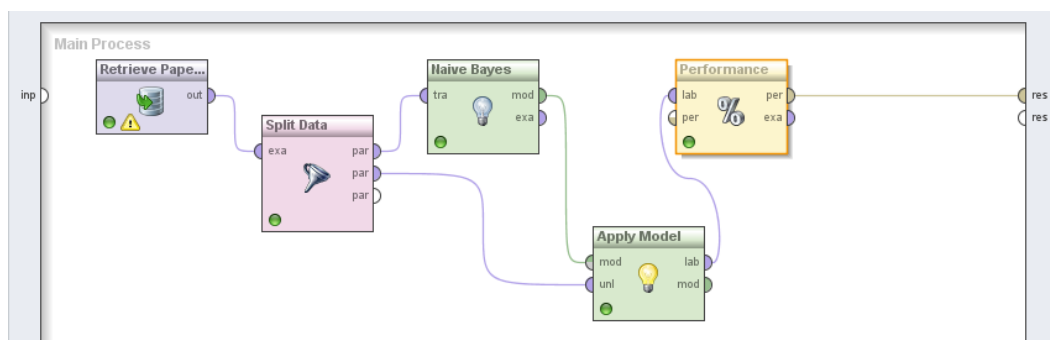 Main Process
Retrieve Pape...
out
inp
Split Data
exa
par
par
par
Naive Bayes
tra
mod
exa
Apply Model
mod
unl
lab
mod
Performance
lab
per
per
exa
%
res
res